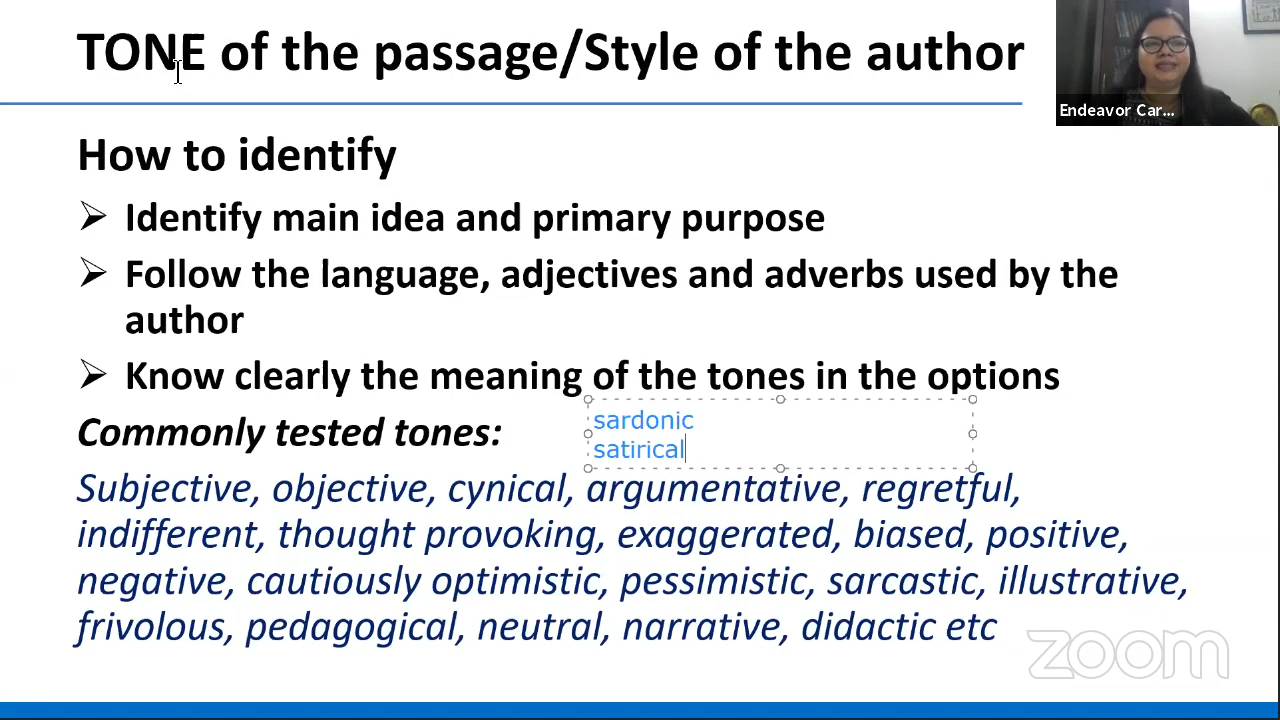 TONE of the passage/Style of the author
Endeavor Car...
How to identify
Identify main idea and primary purpose
Follow the language, adjectives and adverbs used by the
author
Know clearly the meaning of the tones in the options
sardonic
Commonly tested tones:
satirical
Subjective, objective, cynical, argumentative, regretful,
indifferent, thought provoking, exaggerated, biased, positive,
negative, cautiously optimistic, pessimistic, sarcastic, illustrative,
frivolous, pedagogical, neutral, narrative, didactic etc
zoom